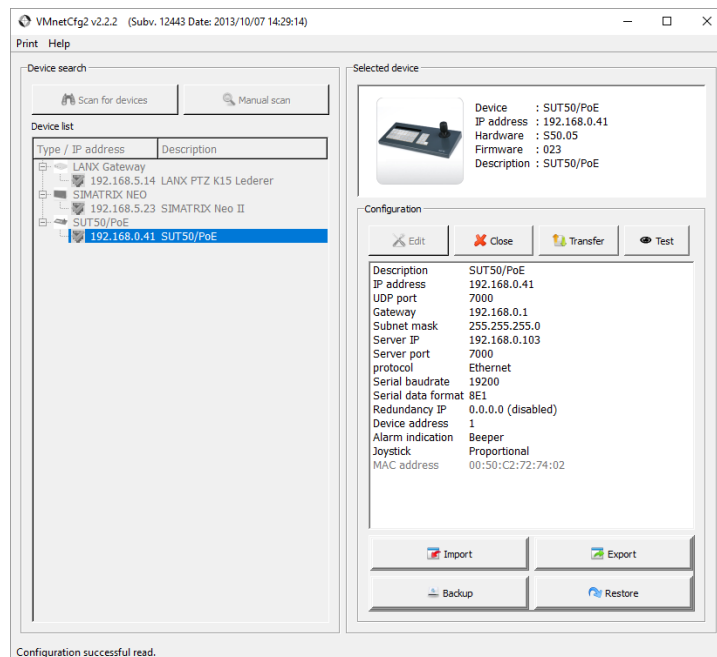 VMnetCfg2 v2.2.2 (Subv. 12443 Date: 2013/10/07 14:29:14)
Print Help
Device search
Scan for devices Manual scan
Device list
Type / IP address Description
LANX Gateway
192.168.5.14 LANX PTZ K15 Lederer
SIMATRIX NEO
192.168.5.23 SIMATRIX Neo II
SUT50/PoE
192.168.0.41 SUT50/PoE
Selected device
Device : SUT50/PoE
IP address : 192.168.0.41
Hardware : S50.05
Firmware : 023
Description : SUT50/PoE
Configuration
Edit Close Transfer Test
Description SUT50/PoE
IP address 192.168.0.41
UDP port 7000
Gateway 192.168.0.1
Subnet mask 255.255.255.0
Server IP 192.168.0.103
Server port 7000
protocol Ethernet
Serial baudrate 19200
Serial data format 8E1
Redundancy IP 0.0.0.0 (disabled)
Device address 1
Alarm indication Beeper
Joystick Proportional
MAC address 00:50:C2:72:74:02
Import Export
Backup Restore
Configuration successful read.